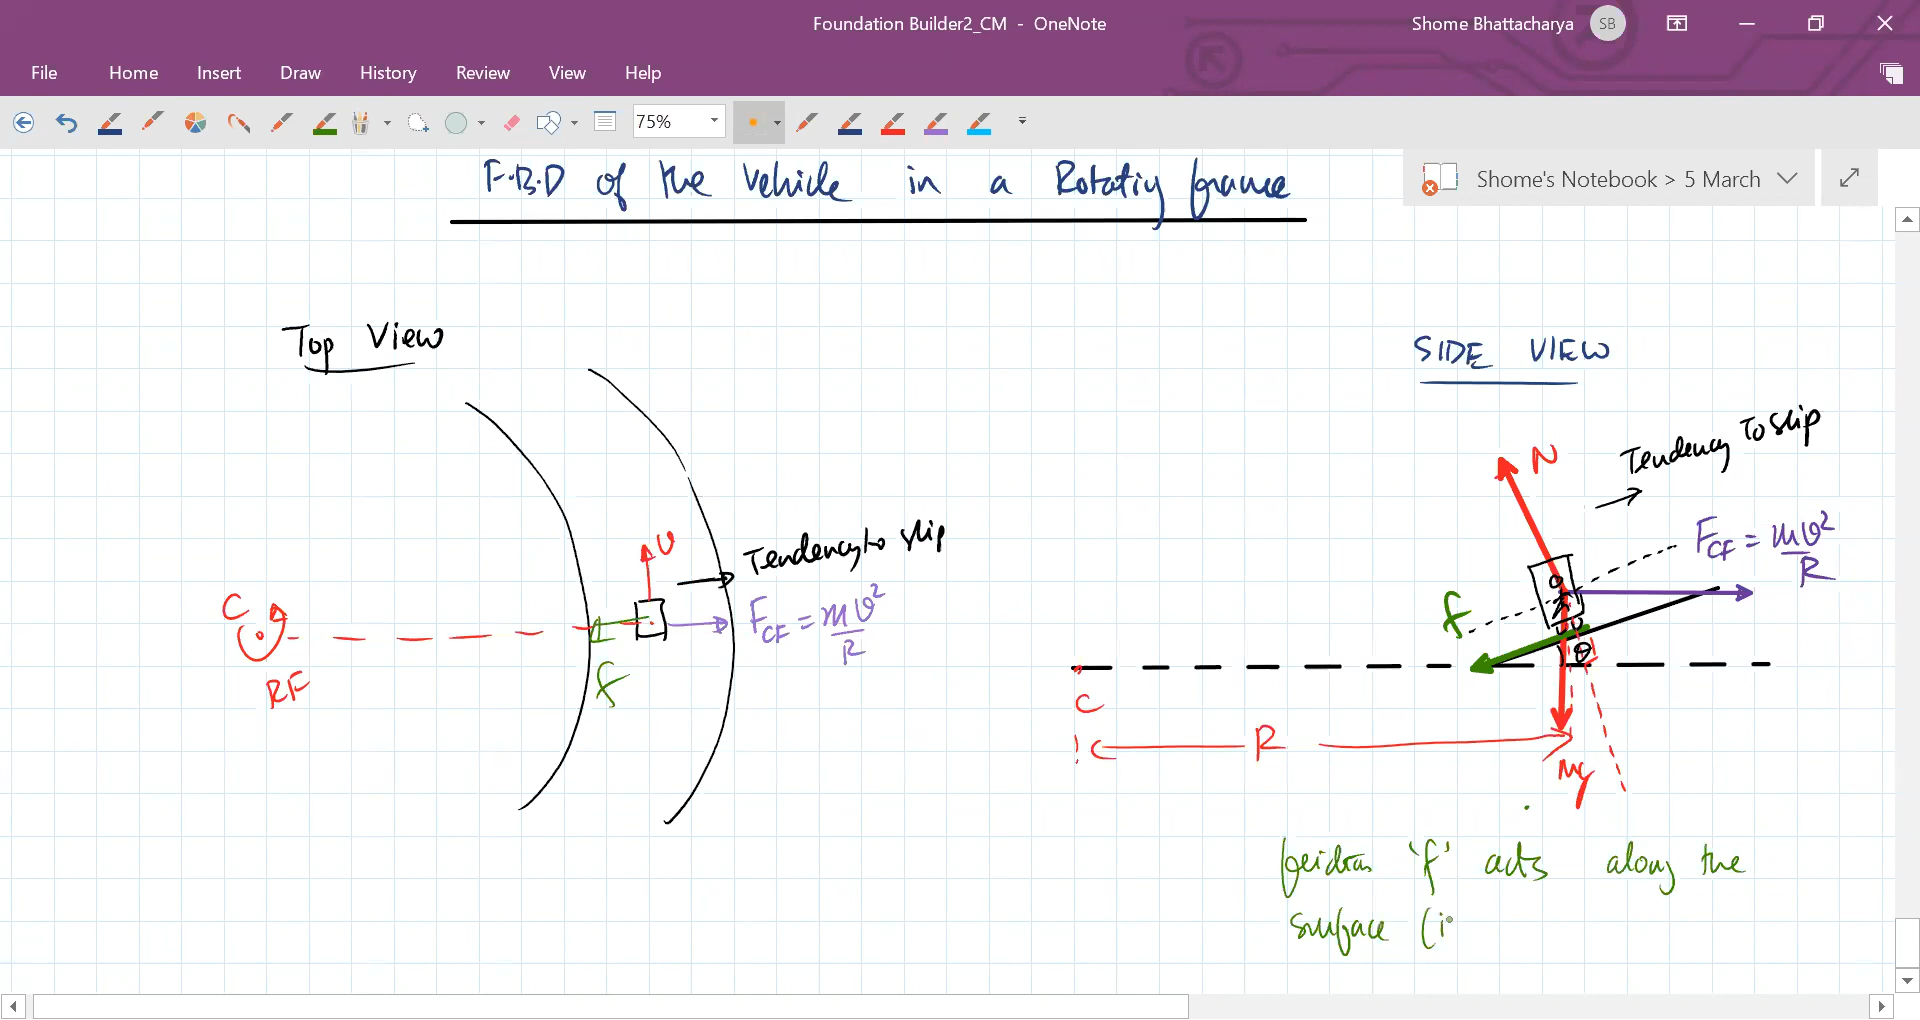 Foundation Builder2_CM - OneNote
Shome Bhattacharya SB
File Home Insert Draw History Review View Help
75%
Shome's Notebook > 5 March
F.B.D of the Vehicle in a Rotatiy frame
Top View
SIDE VIEW
Tendency To slip
N
v
Tendency to slip
F_CF = mv²/R
F_CF = mv²/R
C
RF
f
f
θ
C
R
Mg
friction 'f' acts along the
surface (i